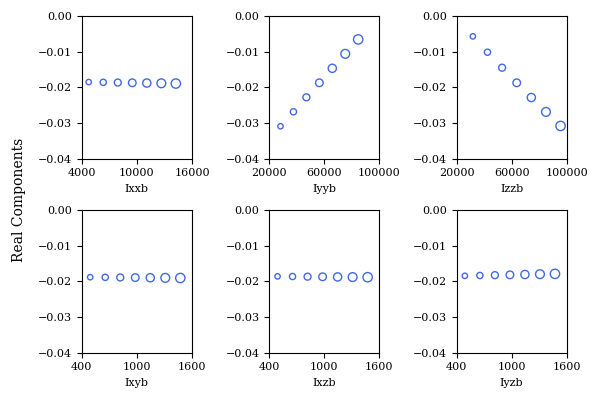 0.00 0.00 0.00
−0.01 −0.01 −0.01
−0.02 −0.02 −0.02
−0.03 −0.03 −0.03
−0.04 −0.04 −0.04
4000 10000 16000 20000 60000 100000 20000 60000 100000
Ixxb Iyyb Izzb
Real Components
0.00 0.00 0.00
−0.01 −0.01 −0.01
−0.02 −0.02 −0.02
−0.03 −0.03 −0.03
−0.04 −0.04 −0.04
400 1000 1600 400 1000 1600 400 1000 1600
Ixyb Ixzb Iyzb